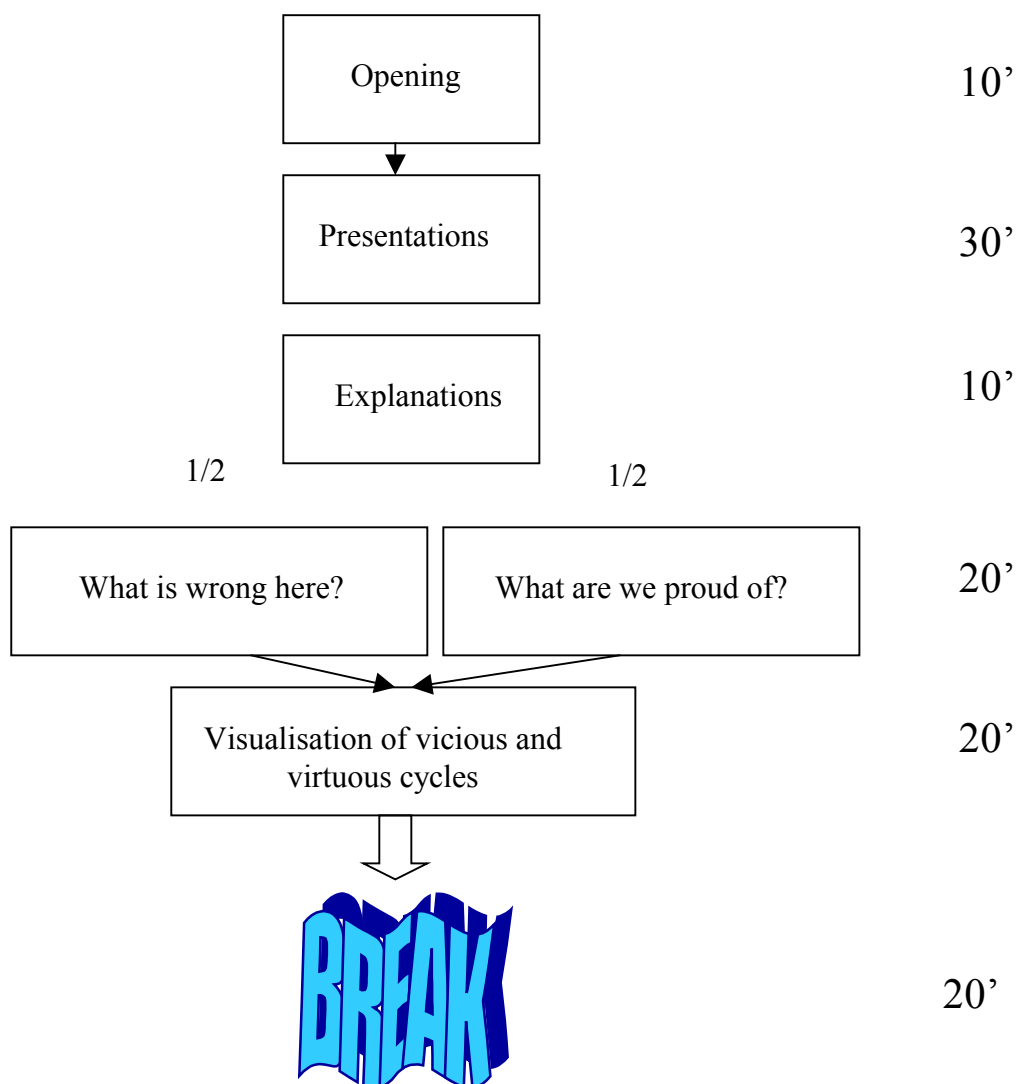 Opening
10’
Presentations
30’
Explanations
10’
1/2
1/2
What is wrong here?
What are we proud of?
20’
Visualisation of vicious and
virtuous cycles
20’
BREAK
20’